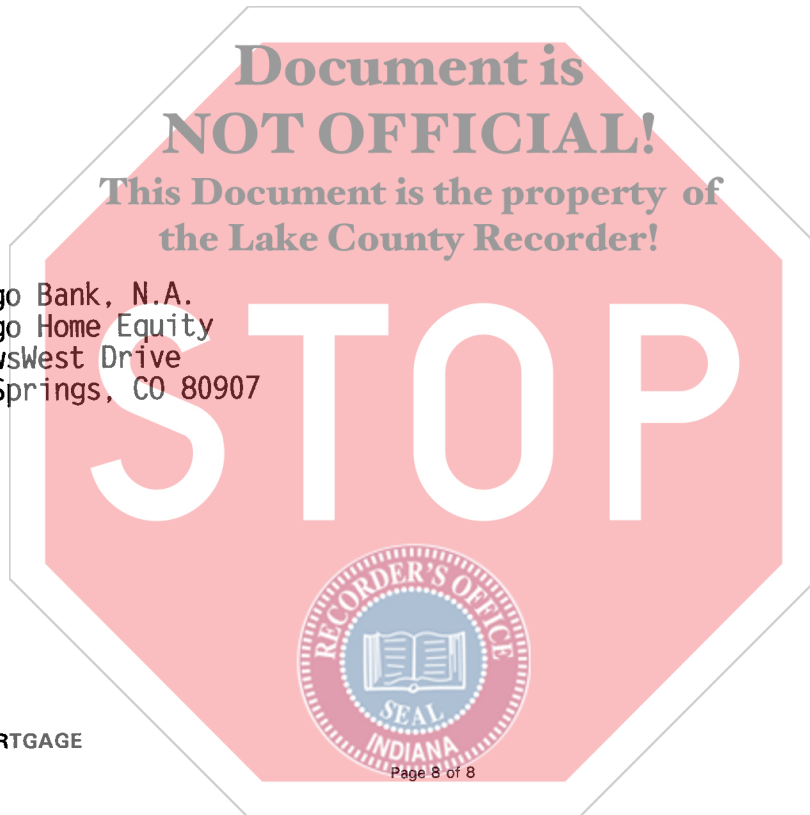 Document is
NOT OFFICIAL!
This Document is the property of
the Lake County Recorder!
go Bank, N.A.
go Home Equity
wsWest Drive
Springs, CO 80907
STOP
RECORDER'S OFFICE
SEAL
INDIANA
RTGAGE
Page 8 of 8